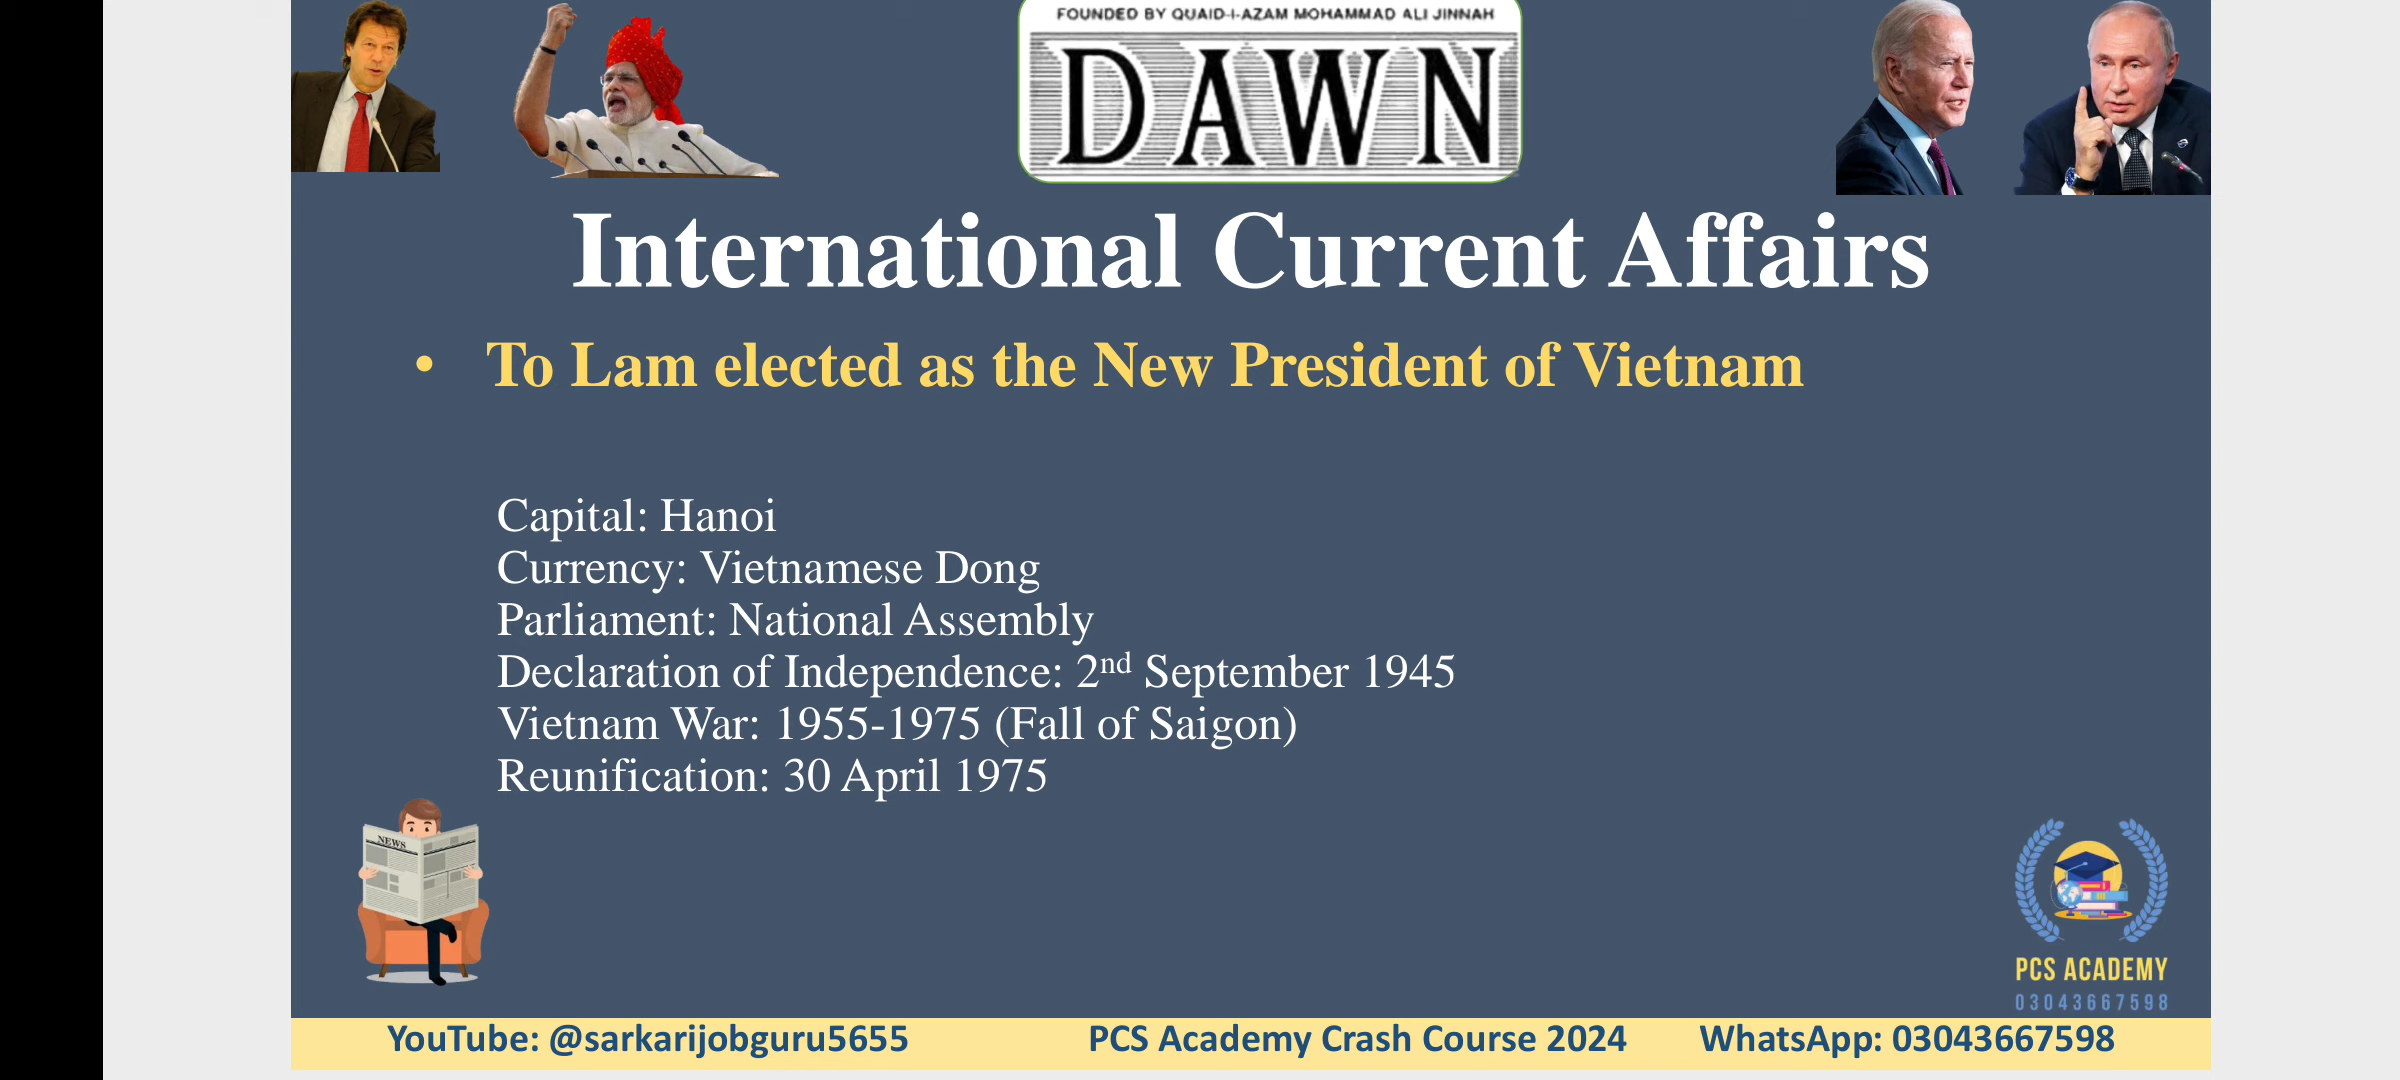 FOUNDED BY QUAID-I-AZAM MOHAMMAD ALI JINNAH
DAWN
International Current Affairs
• To Lam elected as the New President of Vietnam
Capital: Hanoi
Currency: Vietnamese Dong
Parliament: National Assembly
Declaration of Independence: 2nd September 1945
Vietnam War: 1955-1975 (Fall of Saigon)
Reunification: 30 April 1975
NEWS
PCS ACADEMY
03043667598
YouTube: @sarkarijobguru5655 PCS Academy Crash Course 2024 WhatsApp: 03043667598